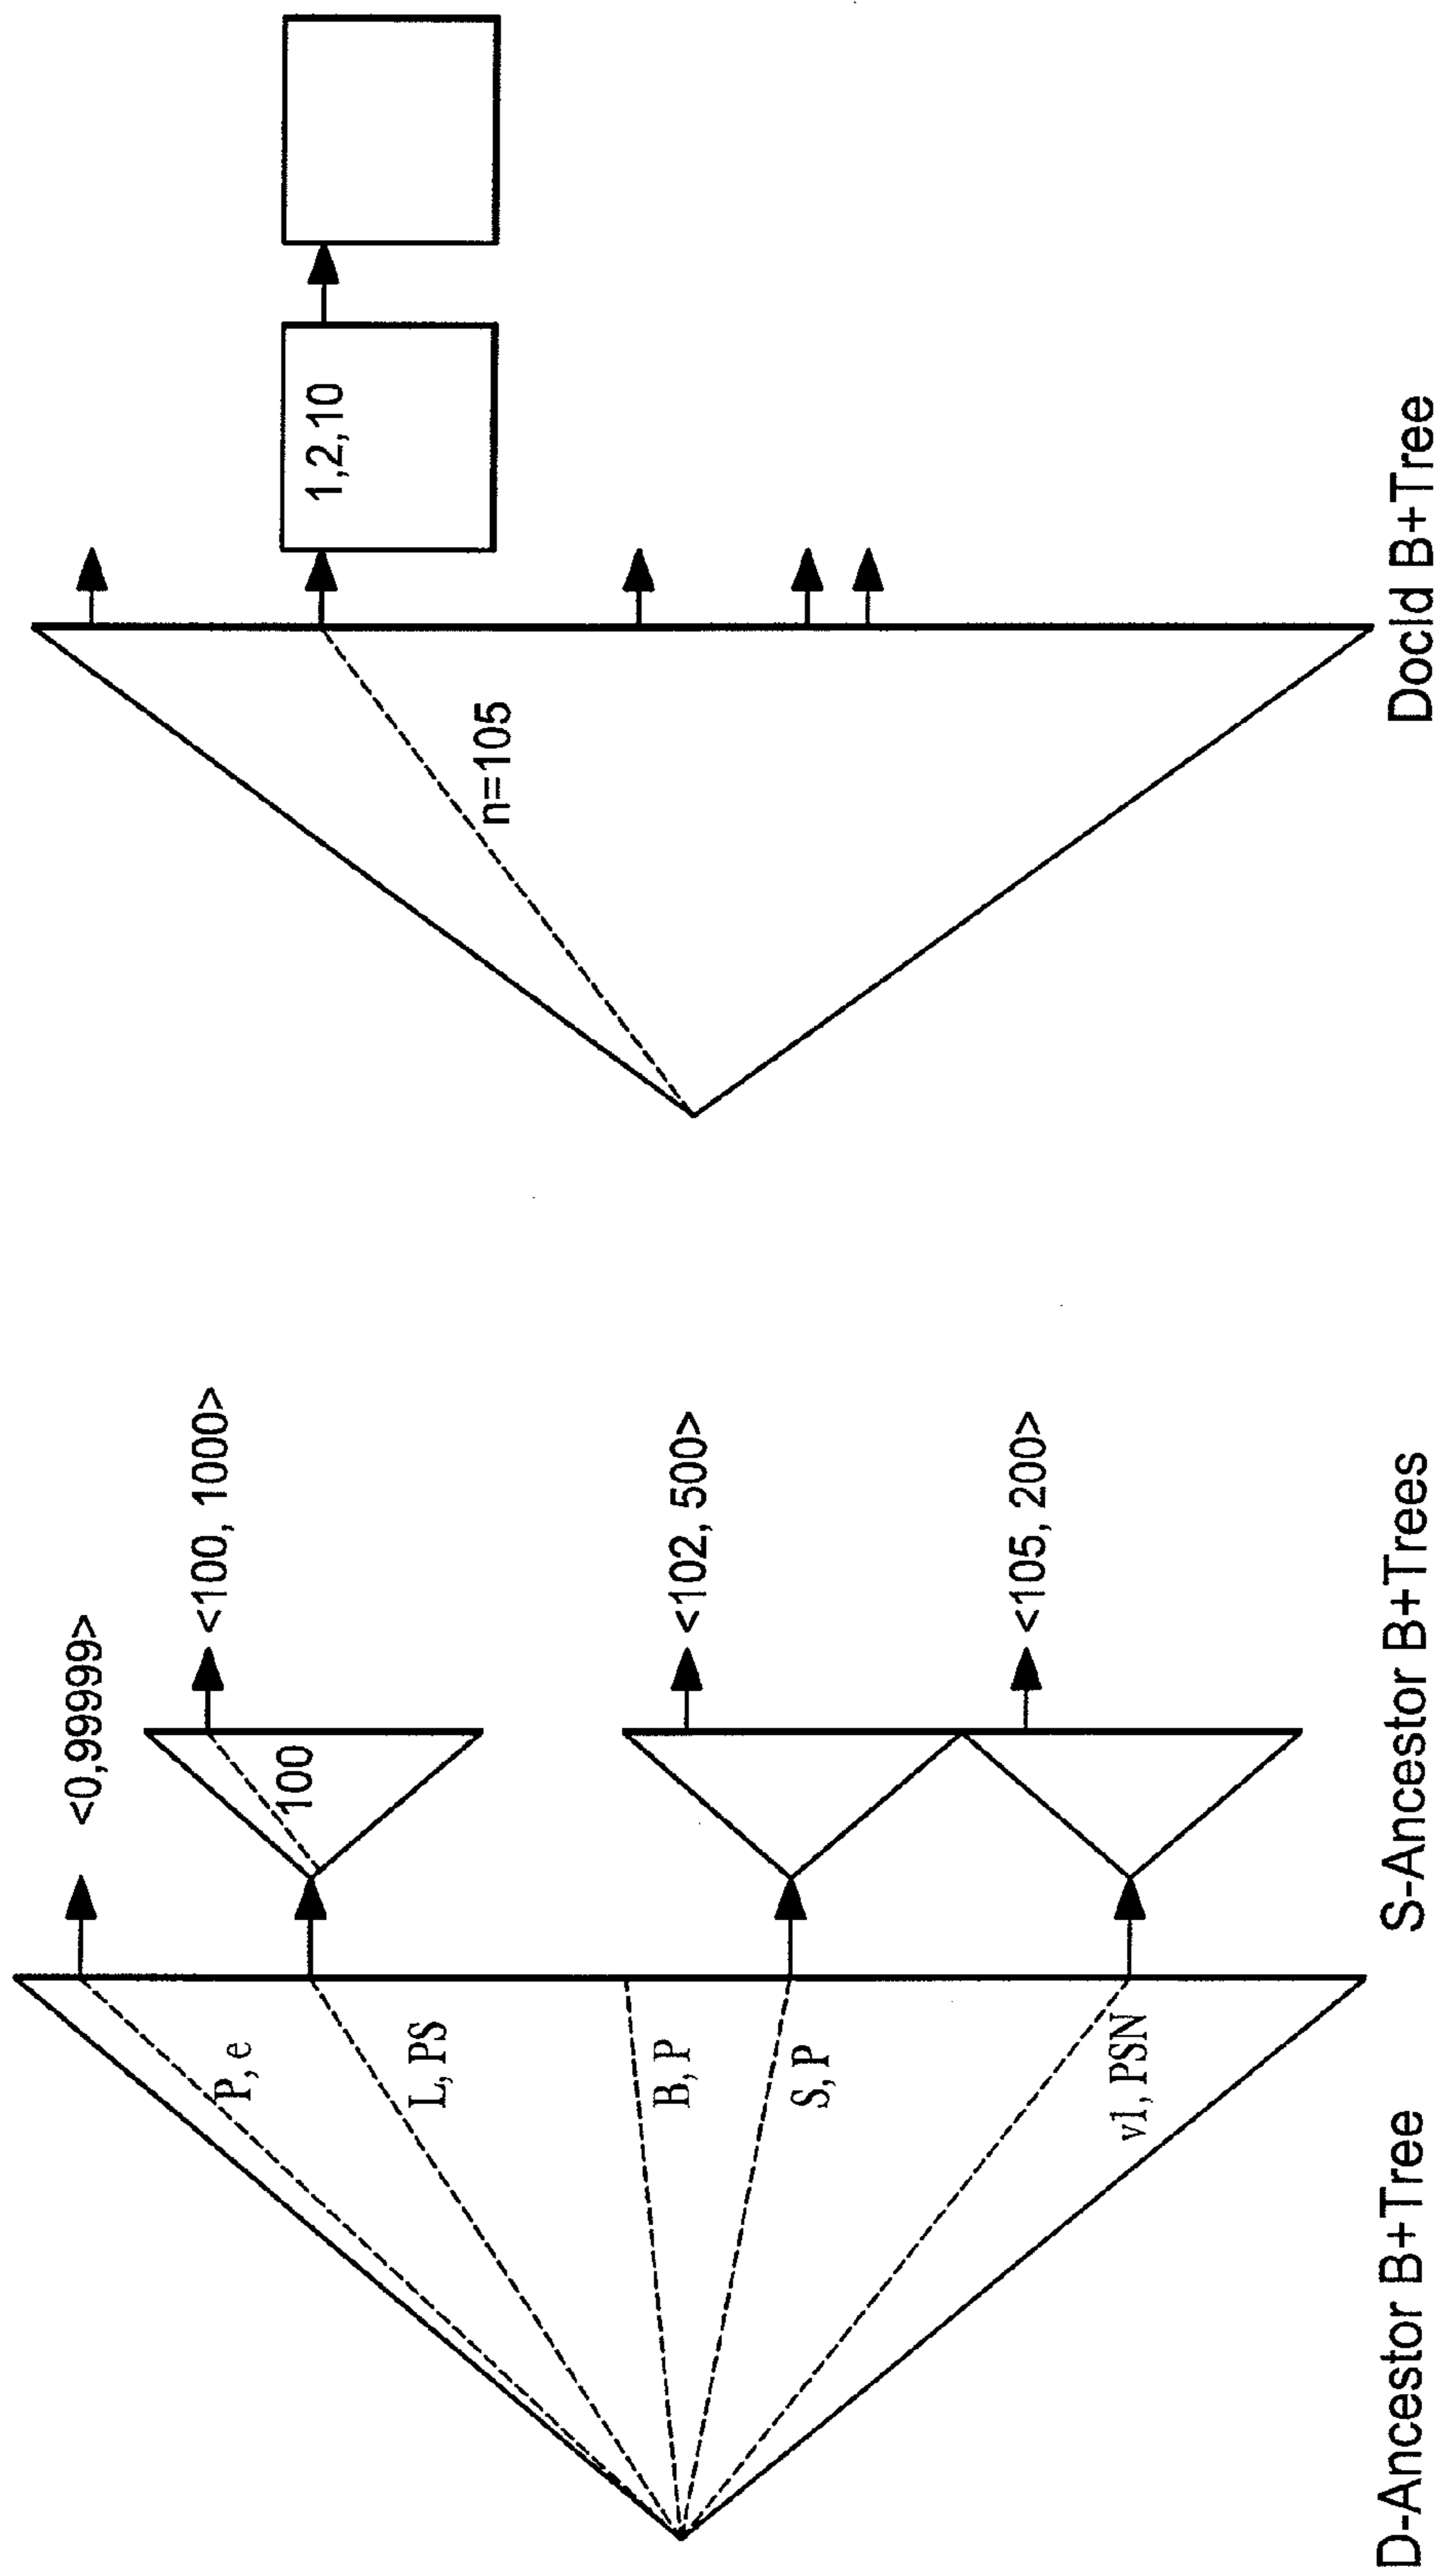 <0,99999>
<100, 1000>
100
<102, 500>
<105, 200>
P, e
L, PS
B, P
S, P
v1, PSN
D-Ancestor B+Tree
S-Ancestor B+Trees
1,2,10
n=105
DocId B+Tree